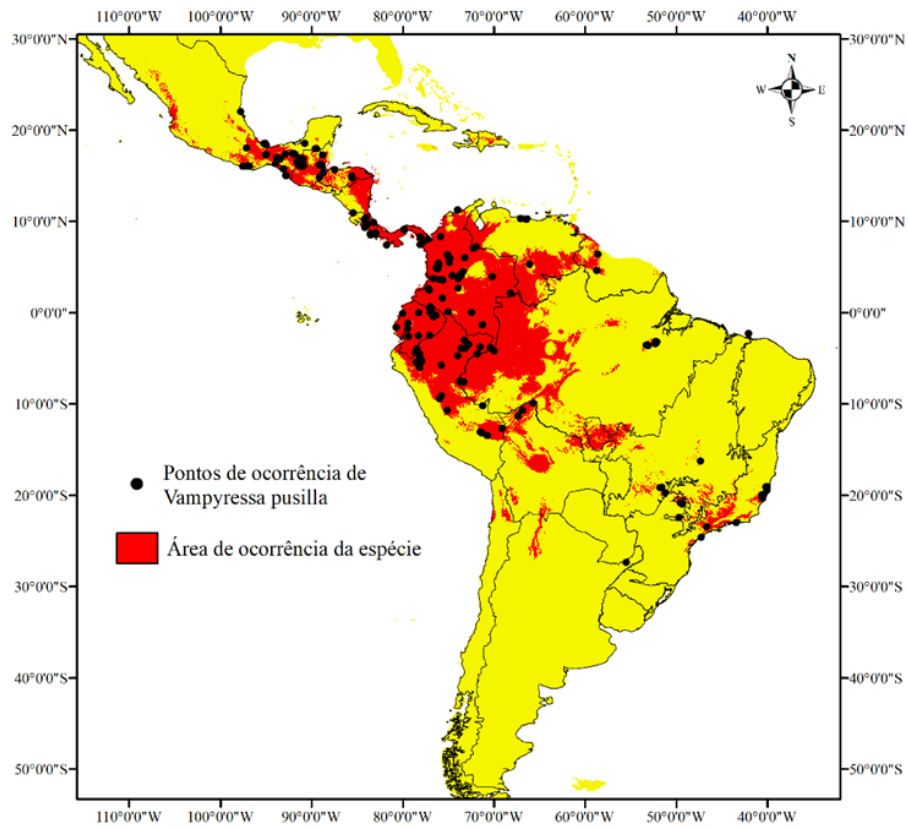 110°0'0"W 100°0'0"W 90°0'0"W 80°0'0"W 70°0'0"W 60°0'0"W 50°0'0"W 40°0'0"W
30°0'0"N 30°0'0"N
N
W E
S
20°0'0"N 20°0'0"N
10°0'0"N 10°0'0"N
0°0'0" 0°0'0"
10°0'0"S 10°0'0"S
Pontos de ocorrência de
Vampyressa pusilla
20°0'0"S 20°0'0"S
Área de ocorrência da espécie
30°0'0"S 30°0'0"S
40°0'0"S 40°0'0"S
50°0'0"S 50°0'0"S
110°0'0"W 100°0'0"W 90°0'0"W 80°0'0"W 70°0'0"W 60°0'0"W 50°0'0"W 40°0'0"W